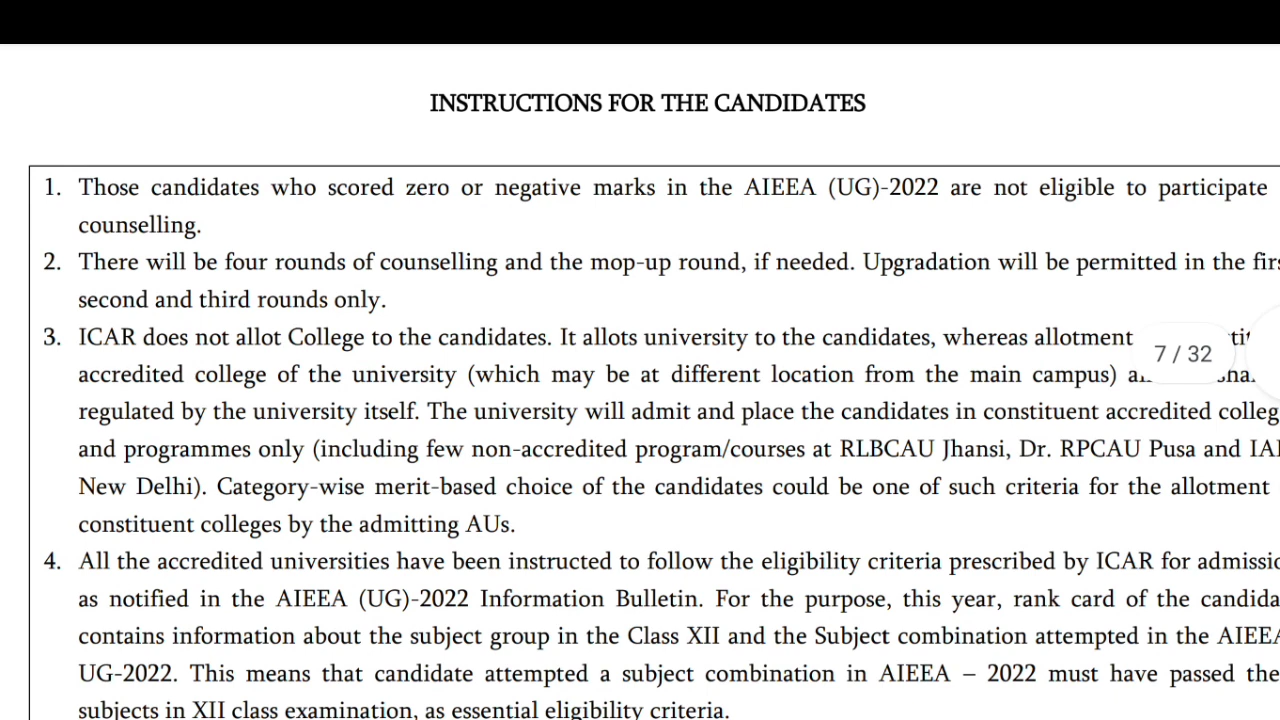 INSTRUCTIONS FOR THE CANDIDATES
1. Those candidates who scored zero or negative marks in the AIEEA (UG)-2022 are not eligible to participate
counselling.
2. There will be four rounds of counselling and the mop-up round, if needed. Upgradation will be permitted in the
second and third rounds only.
3. ICAR does not allot College to the candidates. It allots university to the candidates, whereas allotment
7 / 32
accredited college of the university (which may be at different location from the main campus)
regulated by the university itself. The university will admit and place the candidates in constituent accredited
and programmes only (including few non-accredited program/courses at RLBCAU Jhansi, Dr. RPCAU Pusa and
New Delhi). Category-wise merit-based choice of the candidates could be one of such criteria for the allotment
constituent colleges by the admitting AUs.
4. All the accredited universities have been instructed to follow the eligibility criteria prescribed by ICAR for
as notified in the AIEEA (UG)-2022 Information Bulletin. For the purpose, this year, rank card of the
contains information about the subject group in the Class XII and the Subject combination attempted in the
UG-2022. This means that candidate attempted a subject combination in AIEEA – 2022 must have passed
subjects in XII class examination, as essential eligibility criteria.